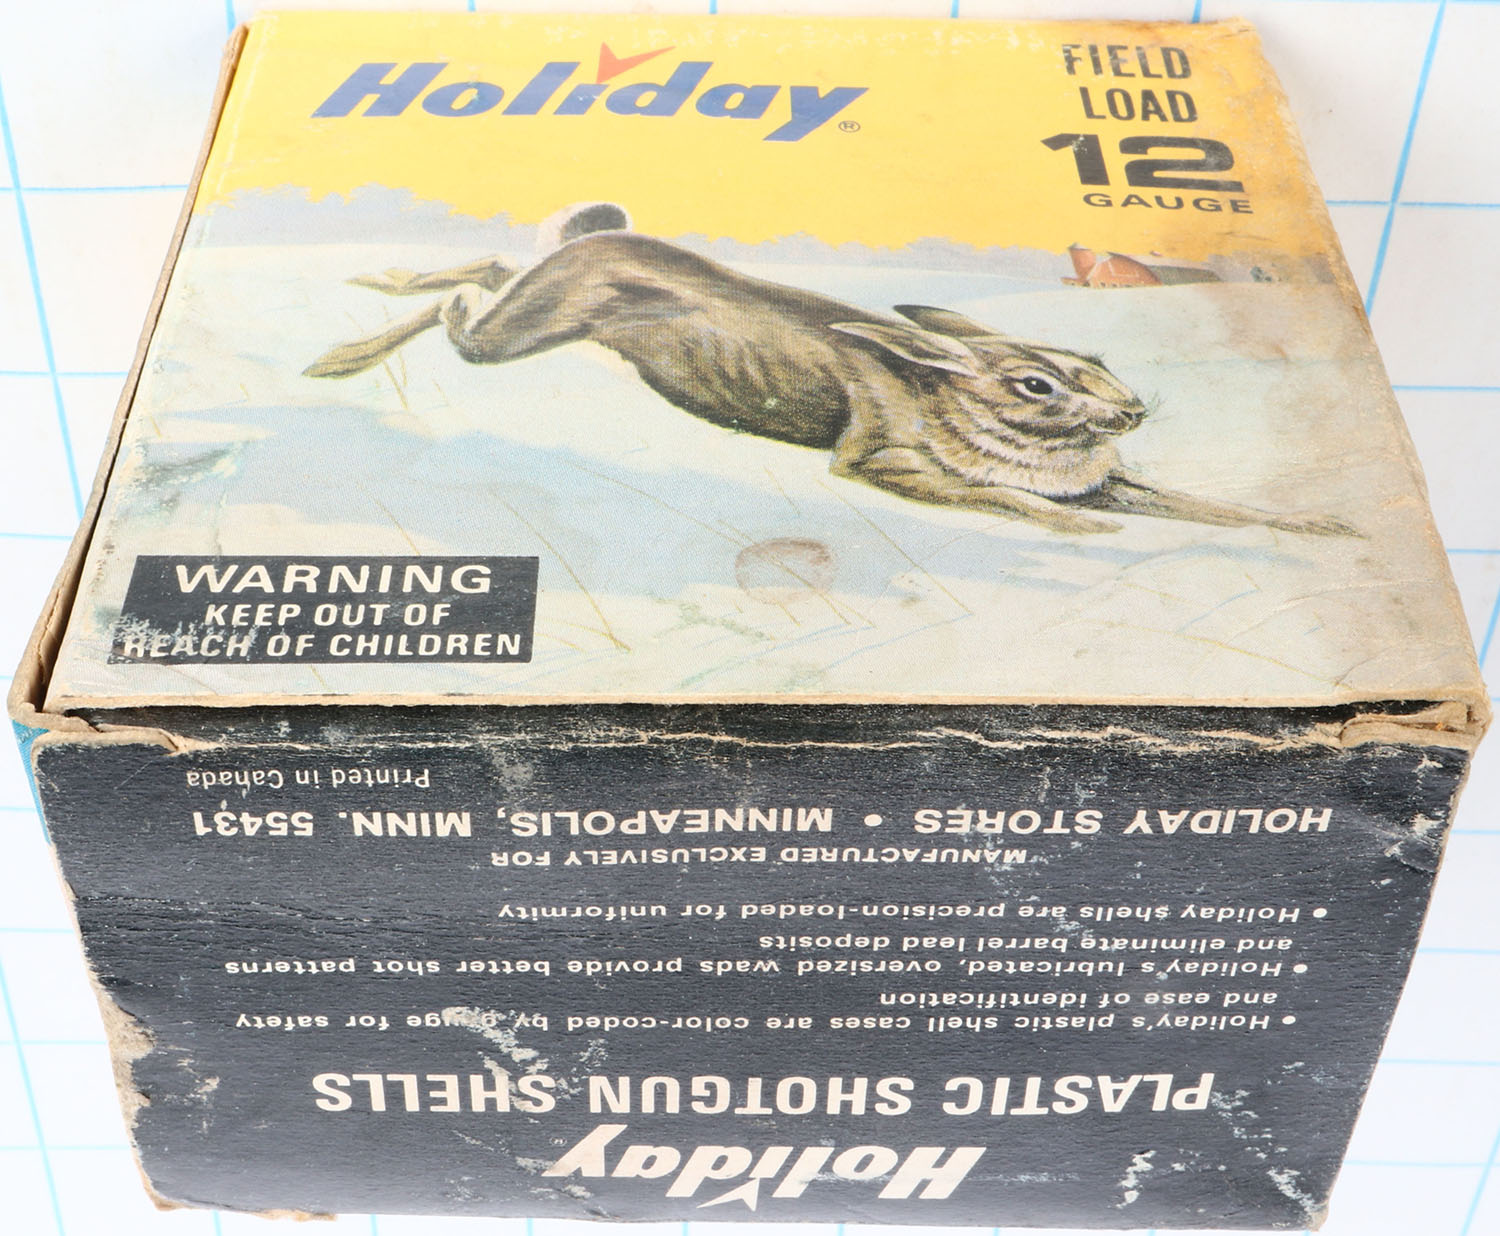 Holiday®
FIELD
LOAD
12
GAUGE
WARNING
KEEP OUT OF
REACH OF CHILDREN
Holiday
PLASTIC SHOTGUN SHELLS
• Holiday's plastic shell cases are color-coded by gauge for safety
and ease of identification
• Holiday's lubricated, oversized wads provide better shot patterns
and eliminate barrel lead deposits
• Holiday shells are precision-loaded for uniformity
MANUFACTURED EXCLUSIVELY FOR
HOLIDAY STORES • MINNEAPOLIS, MINN. 55431
Printed in Canada